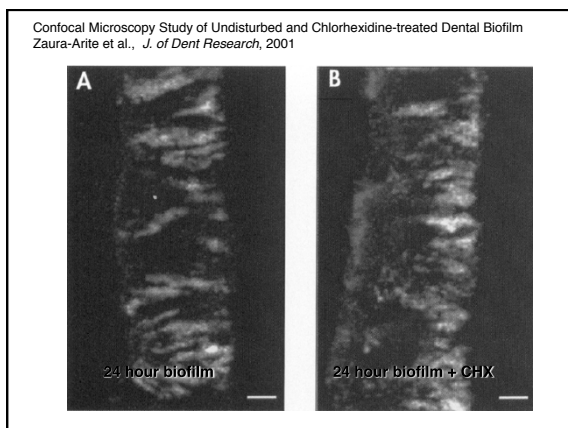 Confocal Microscopy Study of Undisturbed and Chlorhexidine-treated Dental Biofilm
Zaura-Arite et al., J. of Dent Research, 2001
A
B
24 hour biofilm
24 hour biofilm + CHX